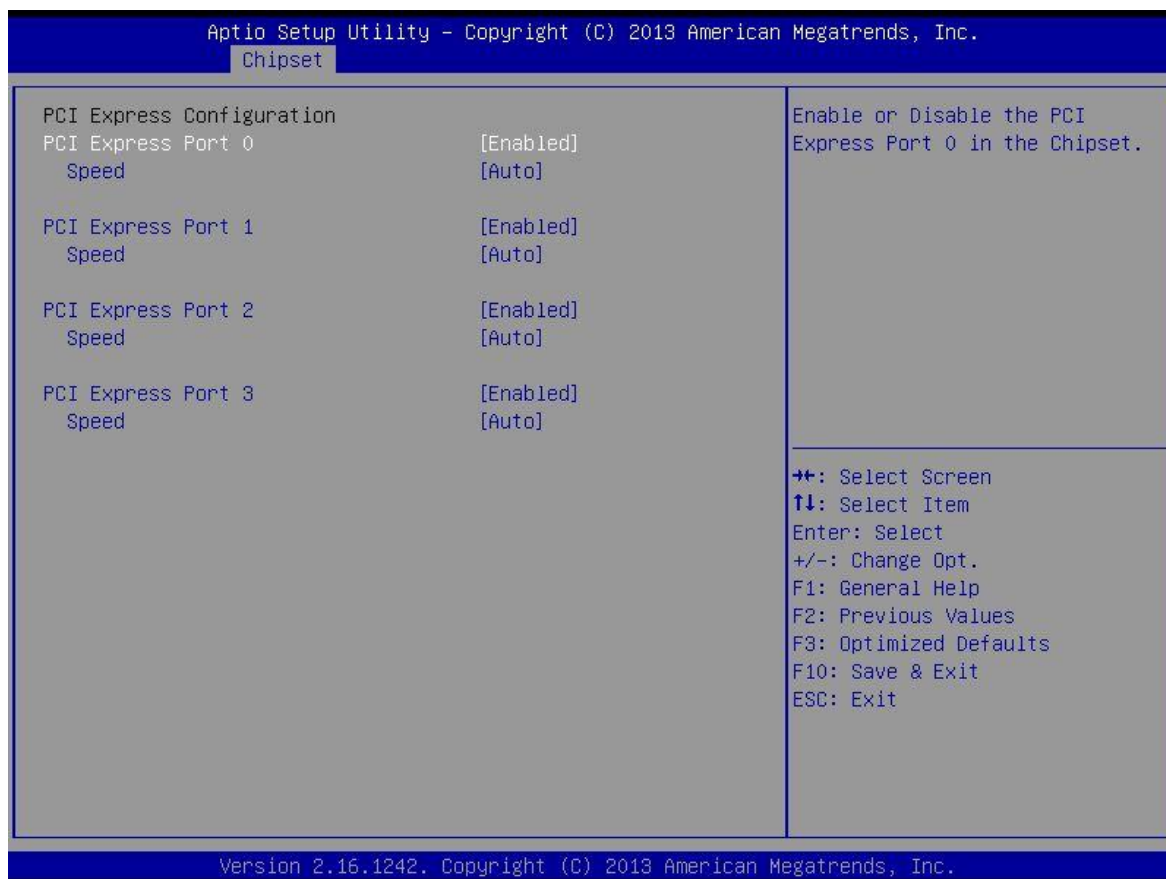 Aptio Setup Utility – Copyright (C) 2013 American Megatrends, Inc.
Chipset
PCI Express Configuration
PCI Express Port 0 [Enabled]
Speed [Auto]
PCI Express Port 1 [Enabled]
Speed [Auto]
PCI Express Port 2 [Enabled]
Speed [Auto]
PCI Express Port 3 [Enabled]
Speed [Auto]
Enable or Disable the PCI
Express Port 0 in the Chipset.
→←: Select Screen
↑↓: Select Item
Enter: Select
+/-: Change Opt.
F1: General Help
F2: Previous Values
F3: Optimized Defaults
F10: Save & Exit
ESC: Exit
Version 2.16.1242. Copyright (C) 2013 American Megatrends, Inc.